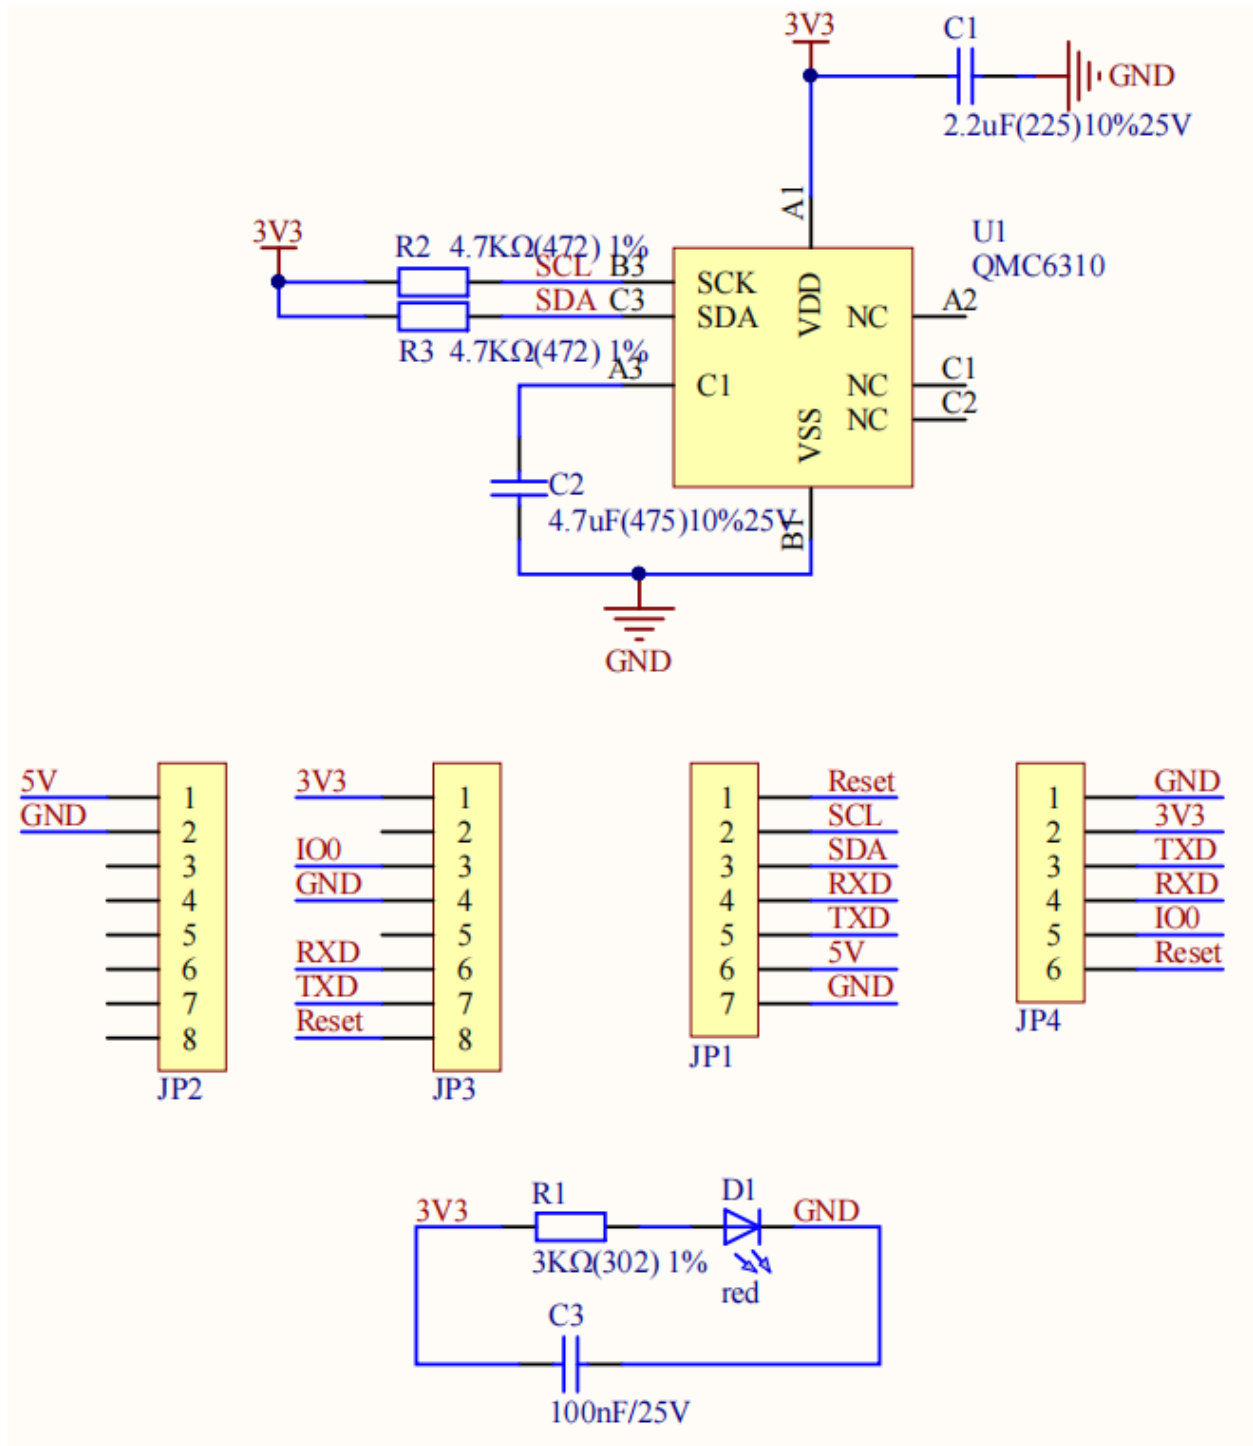 3V3
C1
GND
2.2uF(225)10%25V
A1
3V3
R2 4.7KΩ(472) 1%
SCL B3
SDA C3
R3 4.7KΩ(472) 1%
A3
U1
QMC6310
SCK
SDA
C1
VDD
VSS
NC
NC
NC
A2
C1
C2
C2
4.7uF(475)10%25V
B1
GND
5V
GND
1
2
3
4
5
6
7
8
JP2
3V3
IO0
GND
RXD
TXD
Reset
1
2
3
4
5
6
7
8
JP3
1 Reset
2 SCL
3 SDA
4 RXD
5 TXD
6 5V
7 GND
JP1
1 GND
2 3V3
3 TXD
4 RXD
5 IO0
6 Reset
JP4
3V3
R1
D1
GND
3KΩ(302) 1%
red
C3
100nF/25V